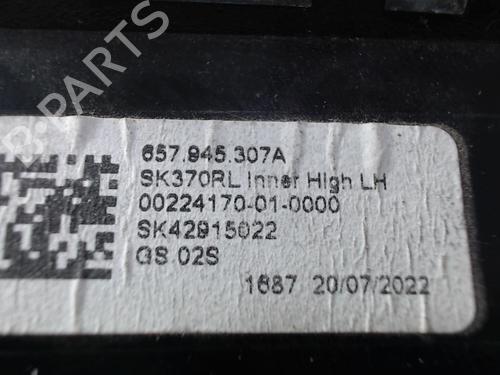 657.945.307A
SK370RL Inner High LH
00224170-01-0000
SK42915022
GS.02S
1687 20/07/2022
B-PARTS